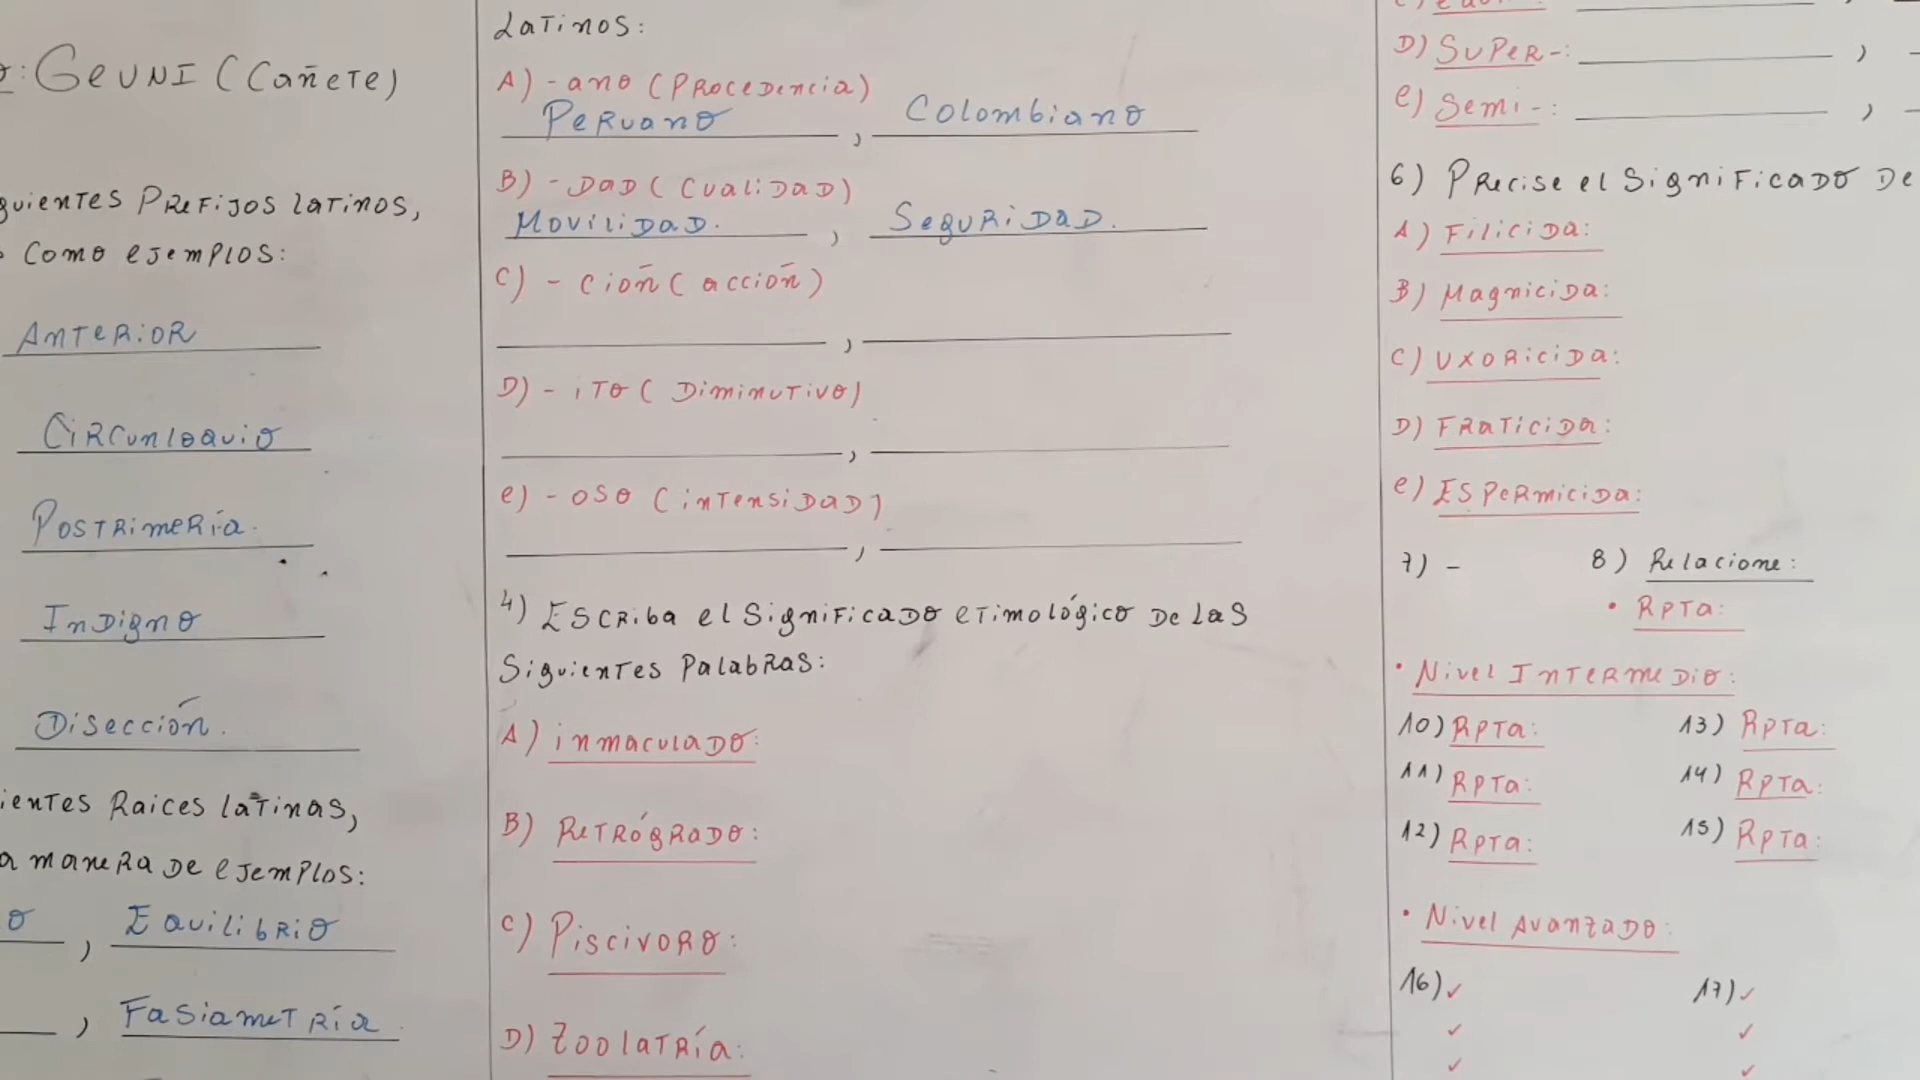 : GEUNI (Cañete)
guientes Prefijos latinos,
como ejemplos:
Anterior
Circunloquio
Postrimería.
Indigno
Disección.
ientes Raices latinas,
a manera de ejemplos:
o, Equilibrio
, Fasiametría.
Latinos:
A) -ano (Procedencia)
Peruano, Colombiano
B) -dad (Cualidad)
Movilidad., Seguridad.
C) - ción (acción)
,
D) - ito (Diminutivo)
,
e) - oso (intensidad)
,
4) Escriba el significado etimológico de las
siguientes palabras:
A) inmaculado:
B) Retrógrado:
C) Piscivoro:
D) Zoolatría:
D) Super-: ,
e) Semi-: ,
6) Precise el significado de
A) Filicida:
B) Magnicida:
C) Uxoricida:
D) Fraticida:
e) Espermicida:
7) - 8) Relacione:
• Rpta:
• Nivel Intermedio:
10) Rpta: 13) Rpta:
11) Rpta: 14) Rpta:
12) Rpta: 15) Rpta:
• Nivel Avanzado:
16) ✓ 17) ✓
✓ ✓
✓ ✓